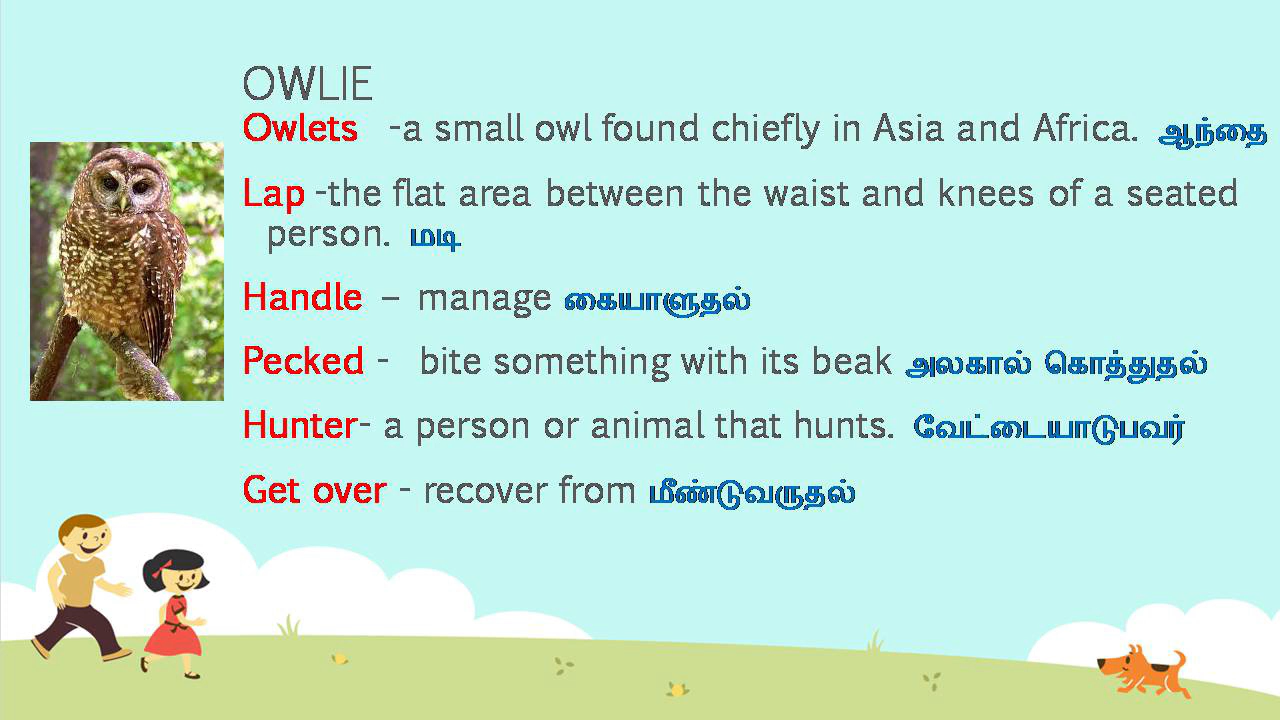 OWLIE
Owlets -a small owl found chiefly in Asia and Africa. ஆந்தை
Lap -the flat area between the waist and knees of a seated
person. மடி
Handle – manage கையாளுதல்
Pecked - bite something with its beak அலகால் கொத்துதல்
Hunter- a person or animal that hunts. வேட்டையாடுபவர்
Get over - recover from மீண்டுவருதல்